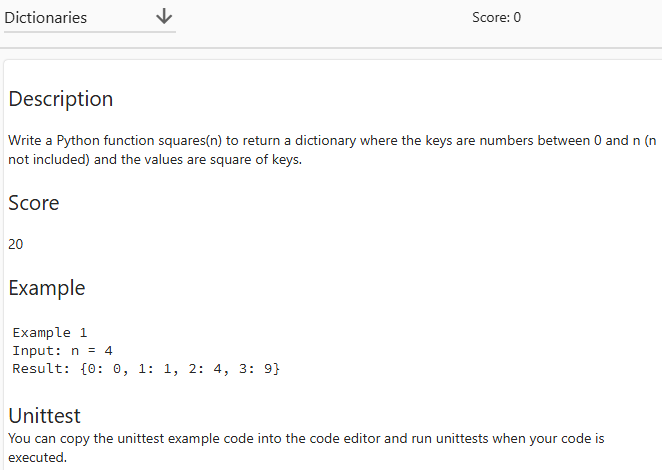 Dictionaries
Score: 0
Description
Write a Python function squares(n) to return a dictionary where the keys are numbers between 0 and n (n
not included) and the values are square of keys.
Score
20
Example
Example 1
Input: n = 4
Result: {0: 0, 1: 1, 2: 4, 3: 9}
Unittest
You can copy the unittest example code into the code editor and run unittests when your code is
executed.